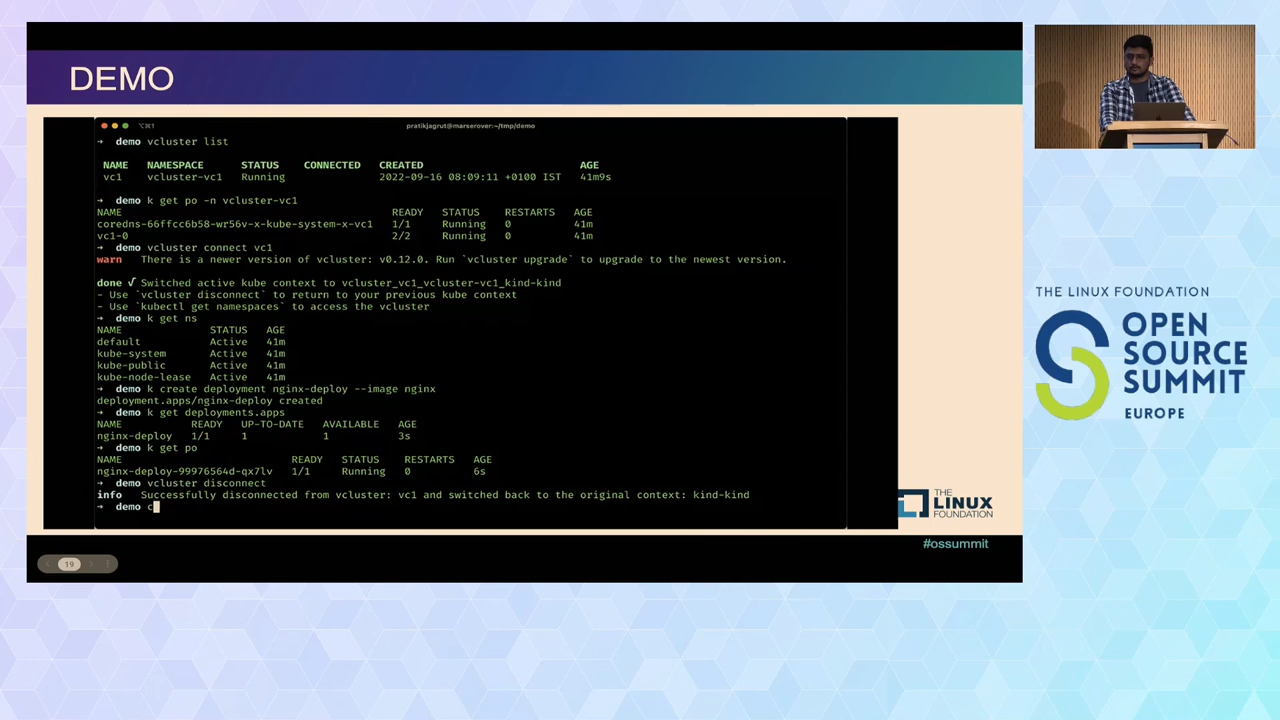 DEMO
⌥⌘1
pratikjagrut@marserover:~/tmp/demo
➜ demo vcluster list
NAME NAMESPACE STATUS CONNECTED CREATED AGE
vc1 vcluster-vc1 Running 2022-09-16 08:09:11 +0100 IST 41m9s
➜ demo k get po -n vcluster-vc1
NAME READY STATUS RESTARTS AGE
coredns-66ffcc6b58-wr56v-x-kube-system-x-vc1 1/1 Running 0 41m
vc1-0 2/2 Running 0 41m
➜ demo vcluster connect vc1
warn There is a newer version of vcluster: v0.12.0. Run `vcluster upgrade` to upgrade to the newest version.
done √ Switched active kube context to vcluster_vc1_vcluster-vc1_kind-kind
- Use `vcluster disconnect` to return to your previous kube context
- Use `kubectl get namespaces` to access the vcluster
➜ demo k get ns
NAME STATUS AGE
default Active 41m
kube-system Active 41m
kube-public Active 41m
kube-node-lease Active 41m
➜ demo k create deployment nginx-deploy --image nginx
deployment.apps/nginx-deploy created
➜ demo k get deployments.apps
NAME READY UP-TO-DATE AVAILABLE AGE
nginx-deploy 1/1 1 1 3s
➜ demo k get po
NAME READY STATUS RESTARTS AGE
nginx-deploy-99976564d-qx7lv 1/1 Running 0 6s
➜ demo vcluster disconnect
info Successfully disconnected from vcluster: vc1 and switched back to the original context: kind-kind
➜ demo c
THE
LINUX
FOUNDATION
#ossummit
19
THE LINUX FOUNDATION
OPEN
SOURCE
SUMMIT
EUROPE